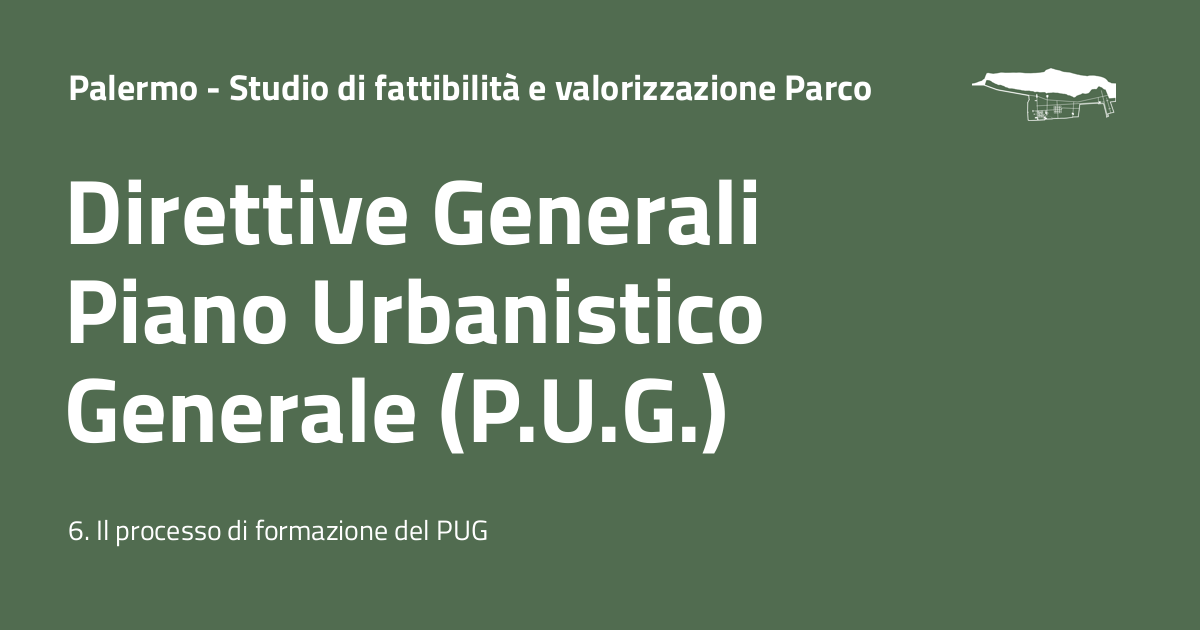 Palermo - Studio di fattibilità e valorizzazione Parco
Direttive Generali
Piano Urbanistico
Generale (P.U.G.)
6. Il processo di formazione del PUG